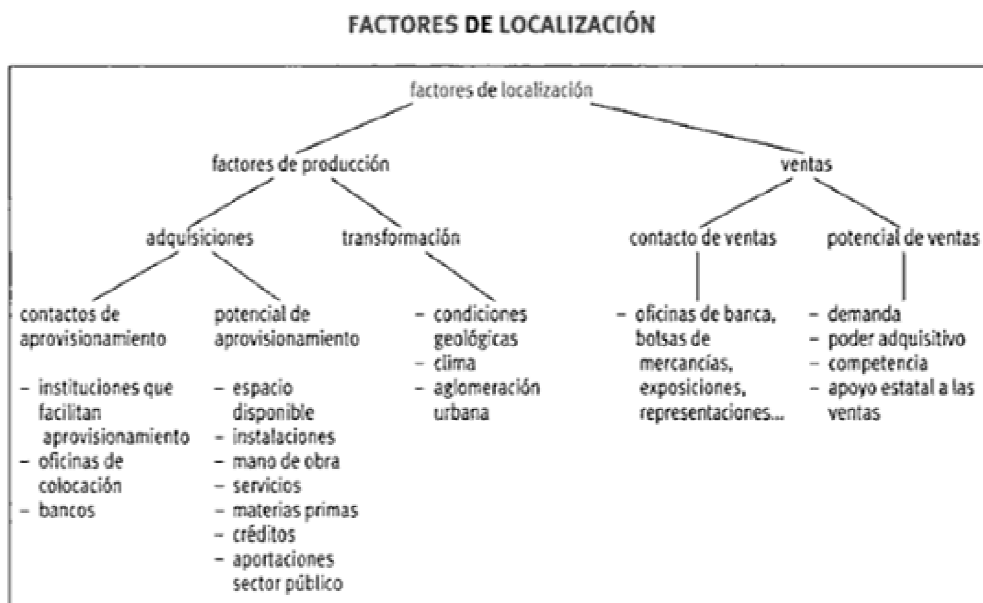 FACTORES DE LOCALIZACIÓN
factores de localización
factores de producción
ventas
adquisiciones
transformación
contacto de ventas
potencial de ventas
contactos de
aprovisionamiento
– instituciones que
facilitan
aprovisionamiento
– oficinas de
colocación
– bancos
potencial de
aprovisionamiento
– espacio
disponible
– instalaciones
– mano de obra
– servicios
– materias primas
– créditos
– aportaciones
sector público
– condiciones
geológicas
– clima
– aglomeración
urbana
– oficinas de banca,
bolsas de
mercancías,
exposiciones,
representaciones...
– demanda
– poder adquisitivo
– competencia
– apoyo estatal a las
ventas